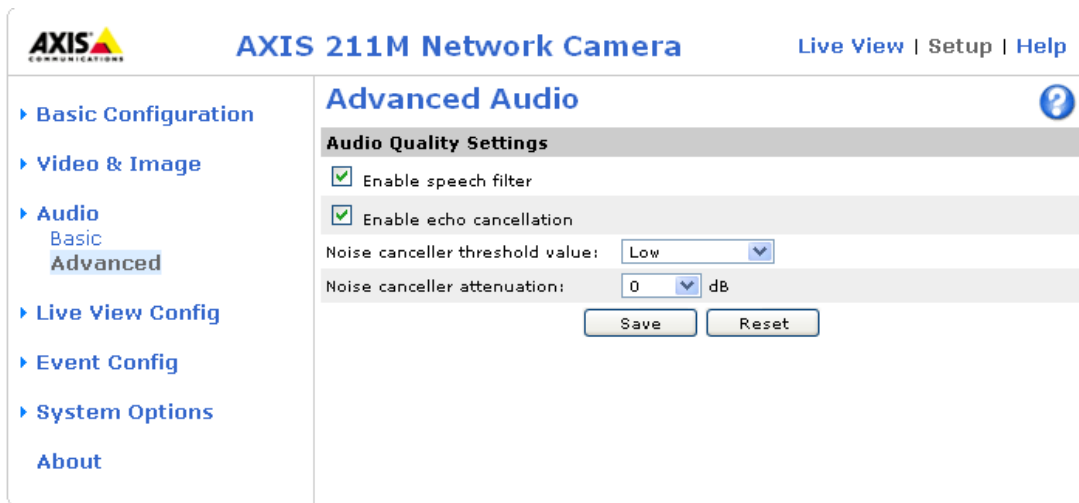 AXIS
COMMUNICATIONS
AXIS 211M Network Camera
Live View | Setup | Help
Basic Configuration
Video & Image
Audio
Basic
Advanced
Live View Config
Event Config
System Options
About
Advanced Audio
?
Audio Quality Settings
Enable speech filter
Enable echo cancellation
Noise canceller threshold value: Low
Noise canceller attenuation: 0 dB
Save Reset